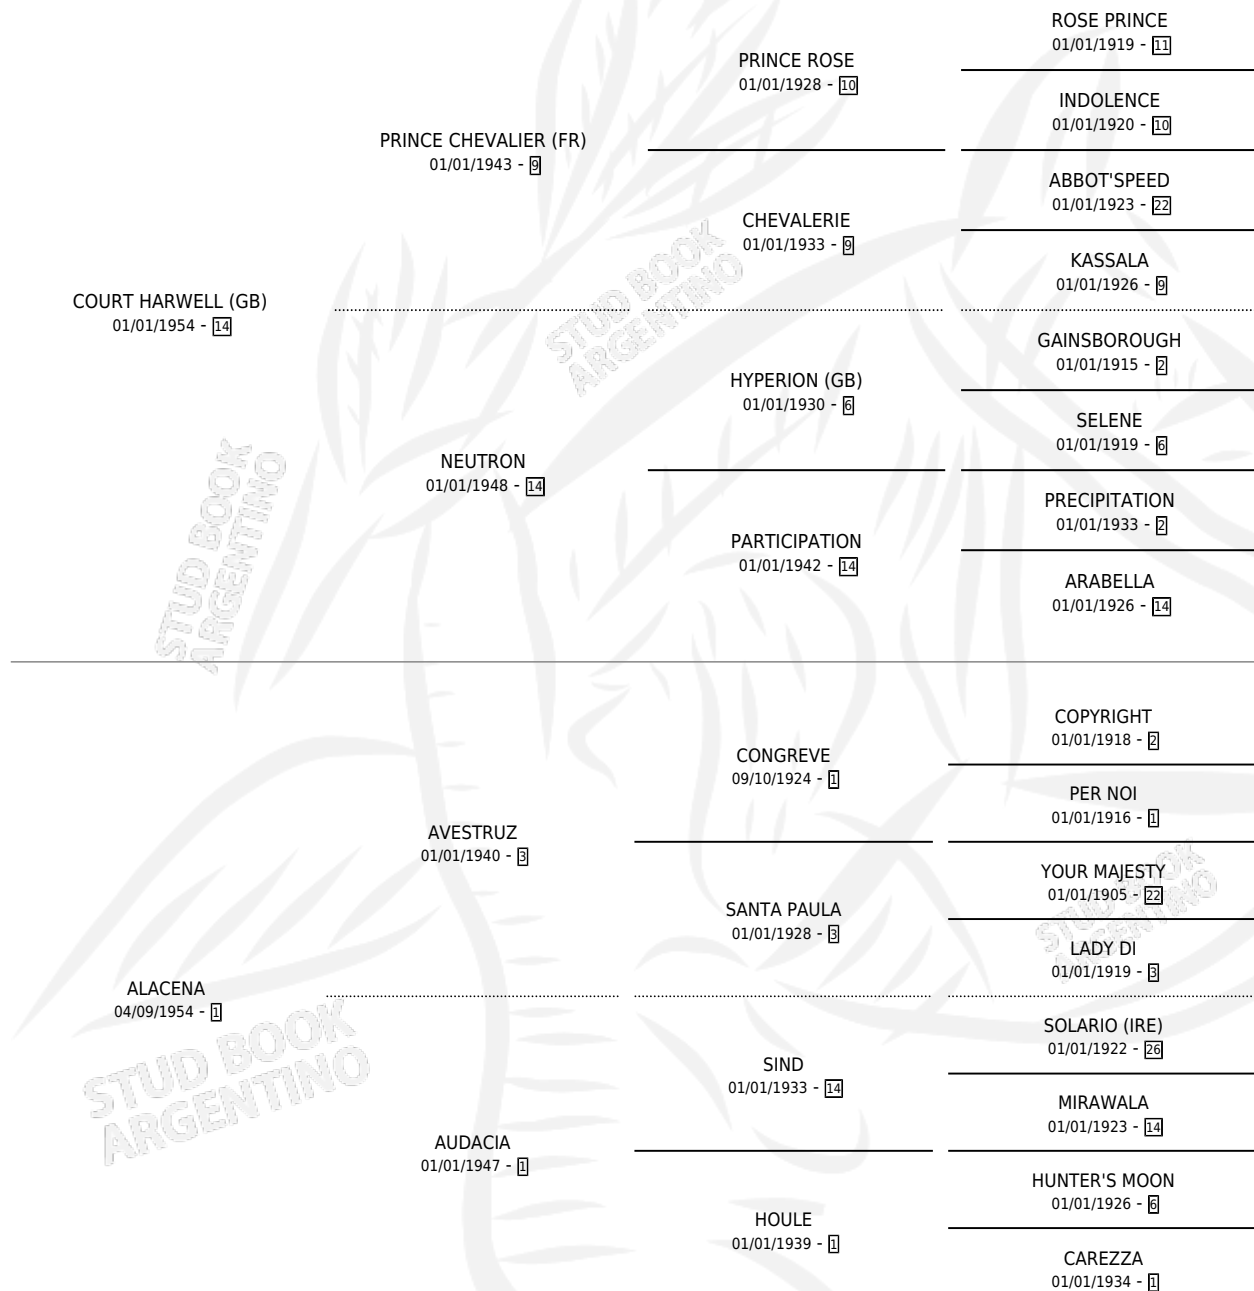 ROSE PRINCE
01/01/1919 - 11
PRINCE ROSE
01/01/1928 - 10
INDOLENCE
01/01/1920 - 10
PRINCE CHEVALIER (FR)
01/01/1943 - 9
ABBOT'SPEED
01/01/1923 - 22
CHEVALERIE
01/01/1933 - 9
KASSALA
01/01/1926 - 9
COURT HARWELL (GB)
01/01/1954 - 14
STUD BOOK
ARGENTINO
GAINSBOROUGH
01/01/1915 - 2
HYPERION (GB)
01/01/1930 - 6
SELENE
01/01/1919 - 6
NEUTRON
01/01/1948 - 14
STUD BOOK
ARGENTINO
PRECIPITATION
01/01/1933 - 2
PARTICIPATION
01/01/1942 - 14
ARABELLA
01/01/1926 - 14
COPYRIGHT
01/01/1918 - 2
CONGREVE
09/10/1924 - 1
PER NOI
01/01/1916 - 1
AVESTRUZ
01/01/1940 - 3
YOUR MAJESTY
01/01/1905 - 22
STUD BOOK
ARGENTINO
SANTA PAULA
01/01/1928 - 3
LADY DI
01/01/1919 - 3
ALACENA
04/09/1954 - 1
STUD BOOK
ARGENTINO
SOLARIO (IRE)
01/01/1922 - 26
SIND
01/01/1933 - 14
MIRAWALA
01/01/1923 - 14
AUDACIA
01/01/1947 - 1
HUNTER'S MOON
01/01/1926 - 6
HOULE
01/01/1939 - 1
CAREZZA
01/01/1934 - 1